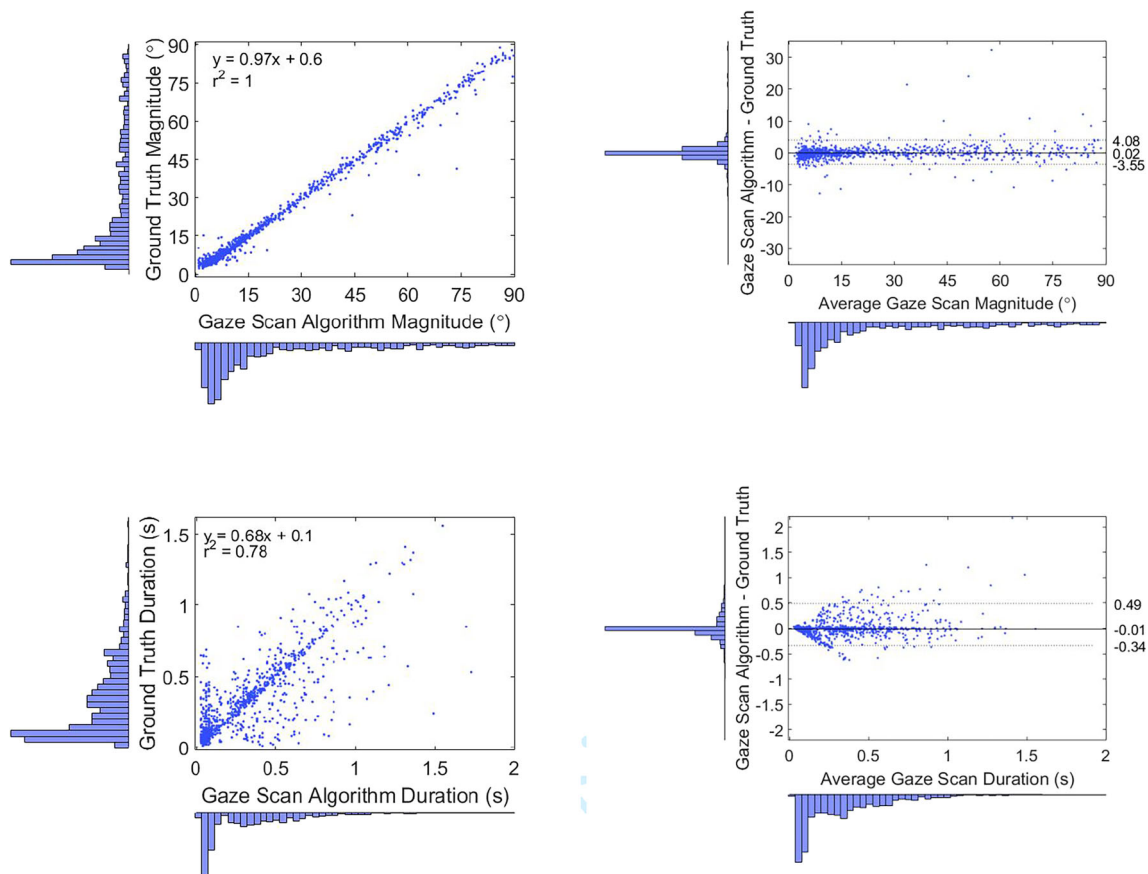 y = 0.97x + 0.6
r² = 1
90
75
60
45
30
15
0
Ground Truth Magnitude (°)
0 15 30 45 60 75 90
Gaze Scan Algorithm Magnitude (°)
30
20
10
0
-10
-20
-30
Gaze Scan Algorithm - Ground Truth
4.08
0.02
-3.55
0 15 30 45 60 75 90
Average Gaze Scan Magnitude (°)
y = 0.68x + 0.1
r² = 0.78
1.5
1
0.5
0
Ground Truth Duration (s)
0 0.5 1 1.5 2
Gaze Scan Algorithm Duration (s)
2
1.5
1
0.5
0
-0.5
-1
-1.5
-2
Gaze Scan Algorithm - Ground Truth
0.49
-0.01
-0.34
0 0.5 1 1.5 2
Average Gaze Scan Duration (s)